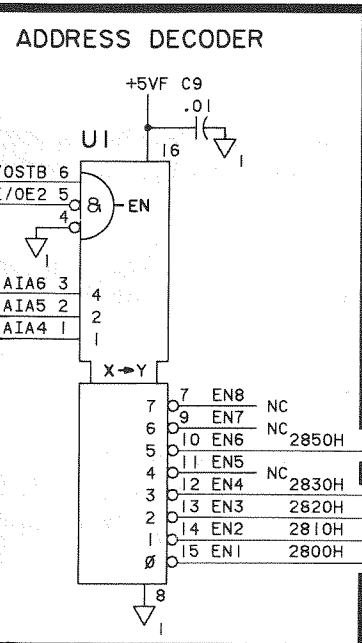 ADDRESS DECODER
+5VF C9
.01
U1
16
1
/OSTB 6
/OE2 5
& EN
4
1
AIA6 3 4
AIA5 2 2
AIA4 1 1
X→Y
7 7 EN8 NC
6 9 EN7 NC
5 10 EN6 2850H
4 11 EN5 NC
3 12 EN4 2830H
2 13 EN3 2820H
1 14 EN2 2810H
Ø 15 EN1 2800H
8
1